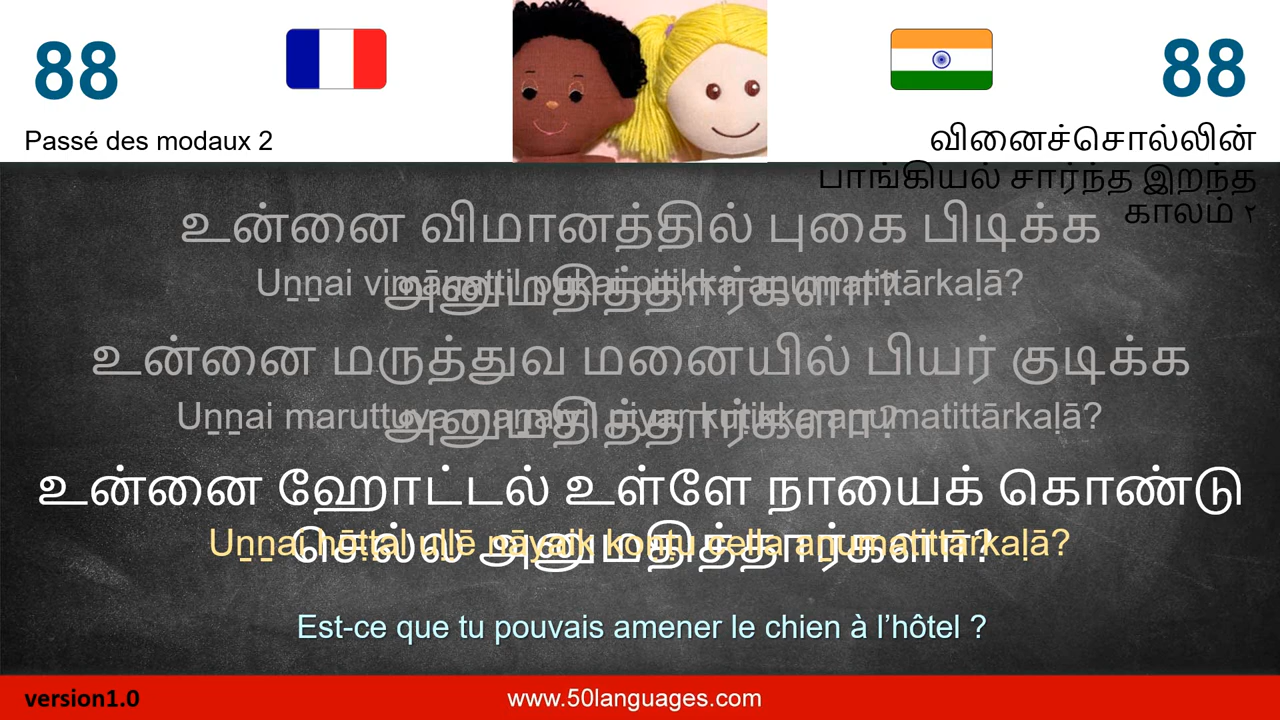 88
88
Passé des modaux 2
வினைச்சொல்லின்
பாங்கியல் சார்ந்த இறந்த
காலம் ٢
உன்னை விமானத்தில் புகை பிடிக்க
Uṉṉai vimāṉattil pukai piṭikka aṉumatittārkaḷā?
அனுமதித்தார்களா?
உன்னை மருத்துவ மனையில் பியர் குடிக்க
Uṉṉai maruttuva maṉaiyil piyar kuṭikka aṉumatittārkaḷā?
அனுமதித்தார்களா?
உன்னை ஹோட்டல் உள்ளே நாயைக் கொண்டு
Uṉṉai hōṭṭal uḷḷē nāyaik koṇṭu cella aṉumatittārkaḷā?
செல்ல அனுமதித்தார்களா?
Est-ce que tu pouvais amener le chien à l’hôtel ?
version1.0
www.50languages.com